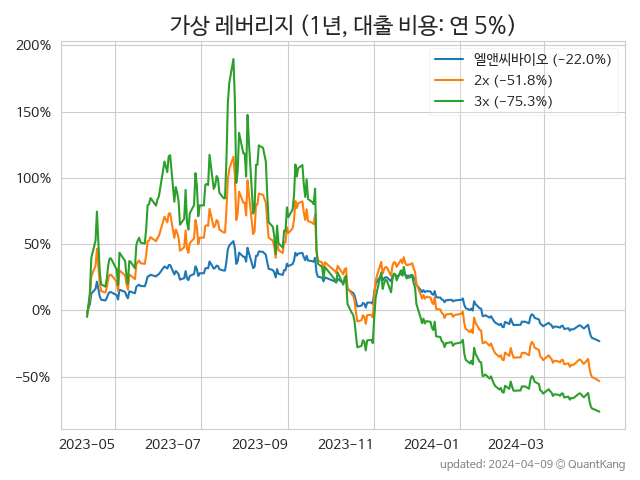 가상 레버리지 (1년, 대출 비용: 연 5%)
엘앤씨바이오 (−22.0%)
2x (−51.8%)
3x (−75.3%)
200%
150%
100%
50%
0%
−50%
2023-05
2023-07
2023-09
2023-11
2024-01
2024-03
updated: 2024-04-09 © QuantKang